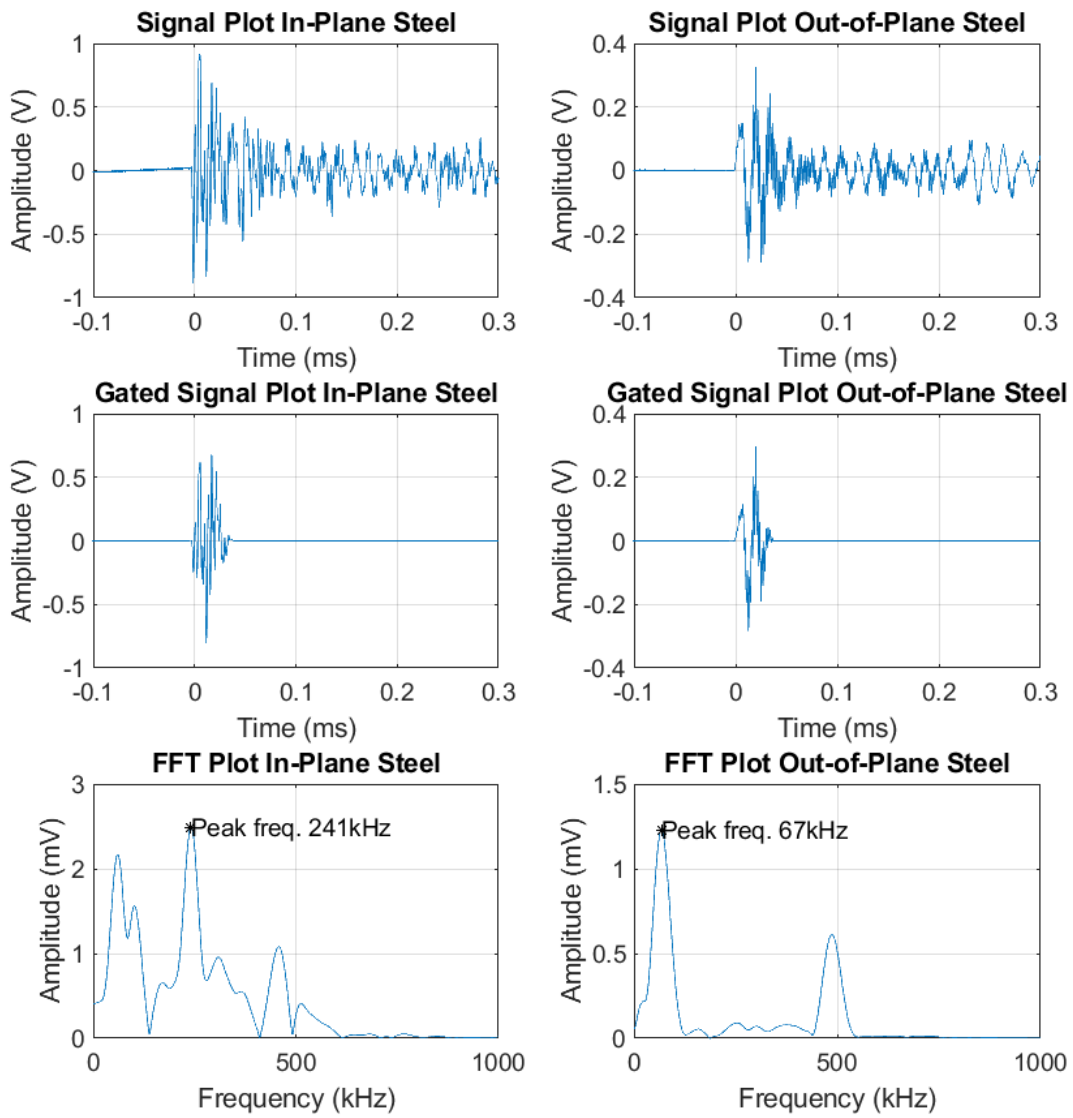 Signal Plot In-Plane Steel
1
0.5
0
-0.5
-1
Amplitude (V)
-0.1 0 0.1 0.2 0.3
Time (ms)
Signal Plot Out-of-Plane Steel
0.4
0.2
0
-0.2
-0.4
Amplitude (V)
-0.1 0 0.1 0.2 0.3
Time (ms)
Gated Signal Plot In-Plane Steel
1
0.5
0
-0.5
-1
Amplitude (V)
-0.1 0 0.1 0.2 0.3
Time (ms)
Gated Signal Plot Out-of-Plane Steel
0.4
0.2
0
-0.2
-0.4
Amplitude (V)
-0.1 0 0.1 0.2 0.3
Time (ms)
FFT Plot In-Plane Steel
3
2
1
0
Amplitude (mV)
Peak freq. 241kHz
0 500 1000
Frequency (kHz)
FFT Plot Out-of-Plane Steel
1.5
1
0.5
0
Amplitude (mV)
Peak freq. 67kHz
0 500 1000
Frequency (kHz)